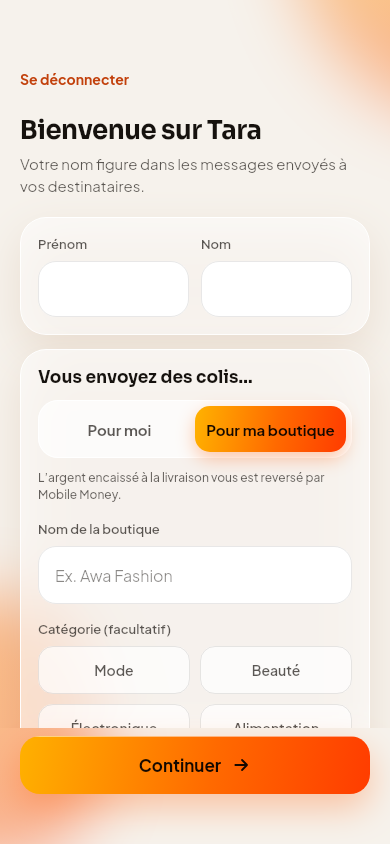 Se déconnecter
Bienvenue sur Tara
Votre nom figure dans les messages envoyés à
vos destinataires.
Prénom
Nom
Vous envoyez des colis...
Pour moi
Pour ma boutique
L'argent encaissé à la livraison vous est reversé par
Mobile Money.
Nom de la boutique
Ex. Awa Fashion
Catégorie (facultatif)
Mode
Beauté
Électronique
Alimentation
Continuer →